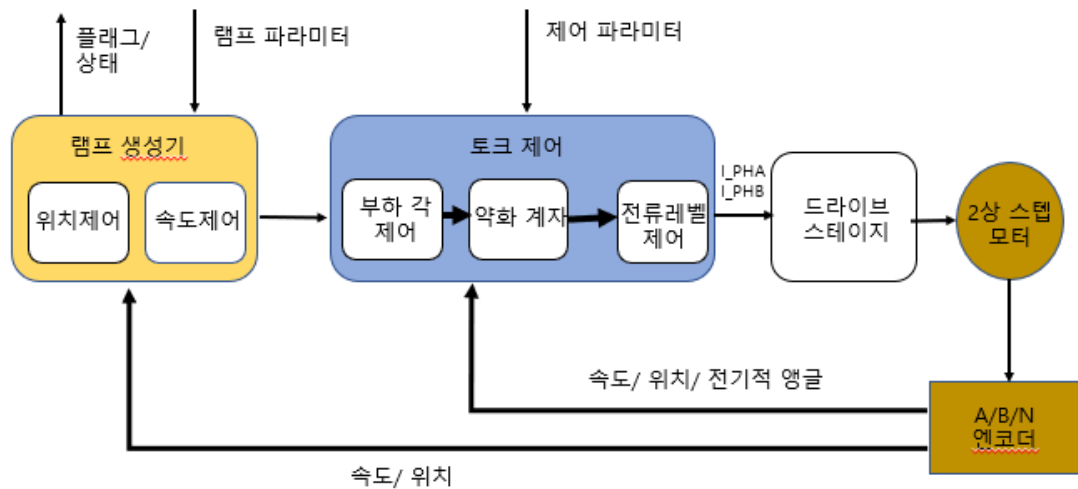 플래그/
상태
램프 파라미터
제어 파라미터
램프 생성기
위치제어
속도제어
토크 제어
부하 각
제어
약화 계자
전류레벨
제어
I_PHA
I_PHB
드라이브
스테이지
2상 스텝
모터
속도/ 위치/ 전기적 앵글
A/B/N
엔코더
속도/ 위치